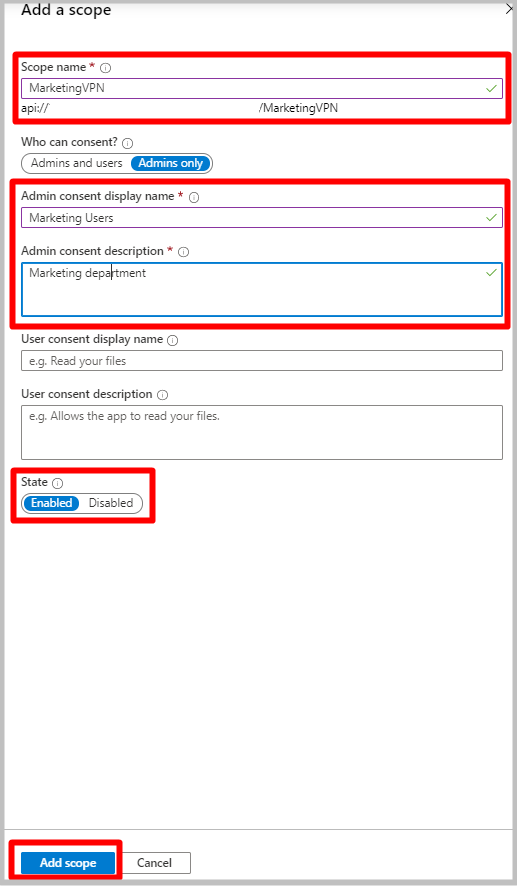 Add a scope
Scope name *
MarketingVPN
api:// /MarketingVPN
Who can consent?
Admins and users Admins only
Admin consent display name *
Marketing Users
Admin consent description *
Marketing department
User consent display name
e.g. Read your files
User consent description
e.g. Allows the app to read your files.
State
Enabled Disabled
Add scope Cancel